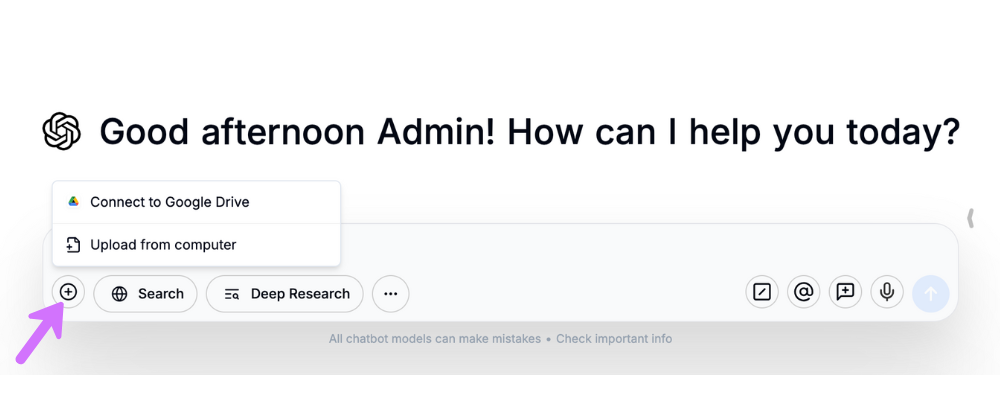 Good afternoon Admin! How can I help you today?
Connect to Google Drive
Upload from computer
Search Deep Research
All chatbot models can make mistakes • Check important info